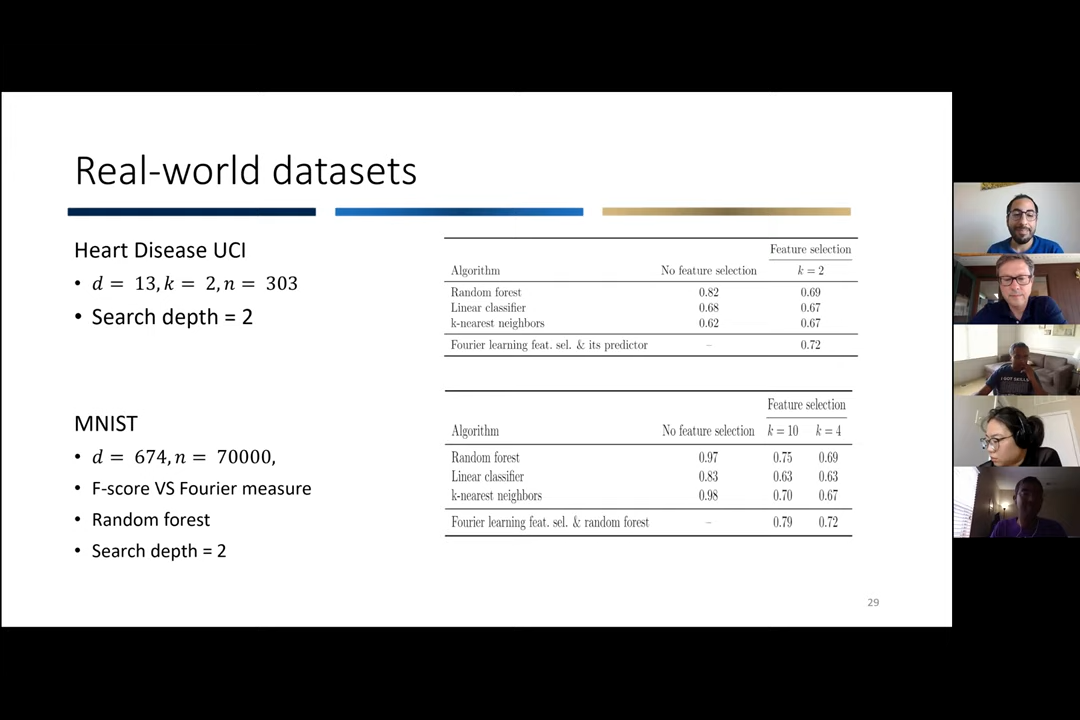 Real-world datasets
Heart Disease UCI
• d = 13, k = 2, n = 303
• Search depth = 2
Feature selection
Algorithm No feature selection k = 2
Random forest 0.82 0.69
Linear classifier 0.68 0.67
k-nearest neighbors 0.62 0.67
Fourier learning feat. sel. & its predictor – 0.72
MNIST
• d = 674, n = 70000,
• F-score VS Fourier measure
• Random forest
• Search depth = 2
Feature selection
Algorithm No feature selection k = 10 k = 4
Random forest 0.97 0.75 0.69
Linear classifier 0.83 0.63 0.63
k-nearest neighbors 0.98 0.70 0.67
Fourier learning feat. sel. & random forest – 0.79 0.72
29
I GOT SKILLS